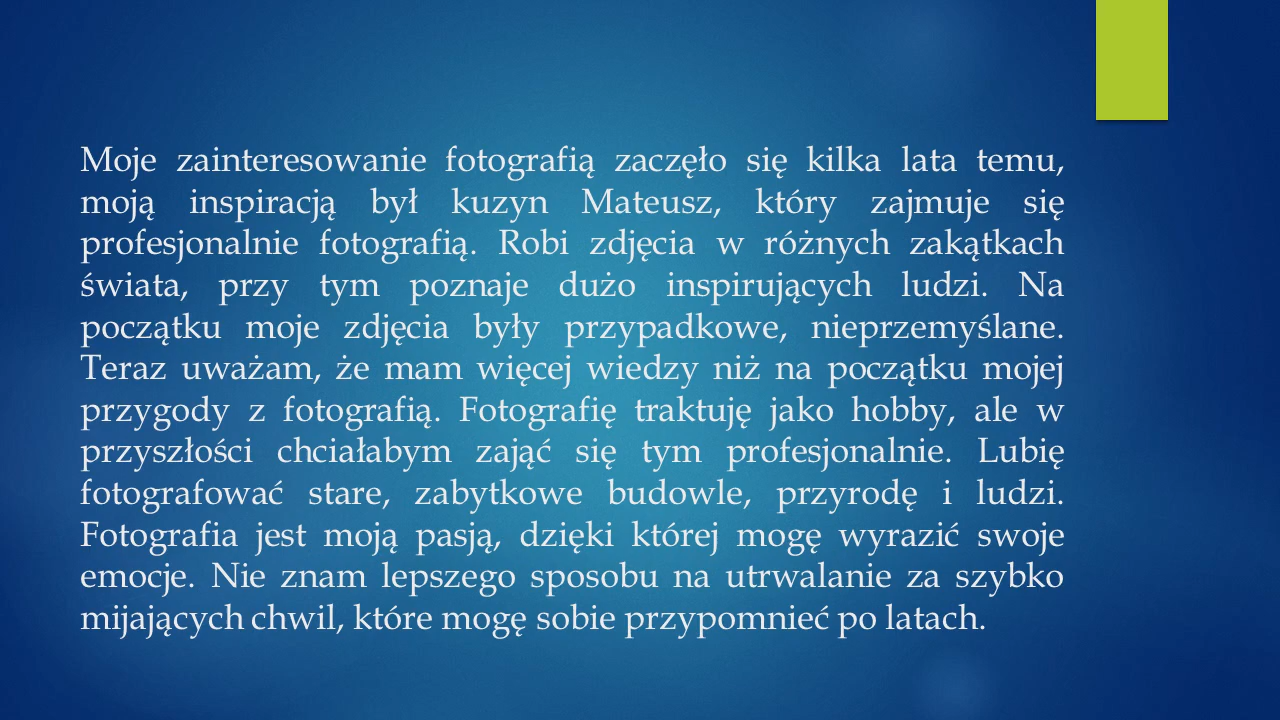 Moje zainteresowanie fotografią zaczęło się kilka lata temu,
moją inspiracją był kuzyn Mateusz, który zajmuje się
profesjonalnie fotografią. Robi zdjęcia w różnych zakątkach
świata, przy tym poznaje dużo inspirujących ludzi. Na
początku moje zdjęcia były przypadkowe, nieprzemyślane.
Teraz uważam, że mam więcej wiedzy niż na początku mojej
przygody z fotografią. Fotografię traktuję jako hobby, ale w
przyszłości chciałabym zająć się tym profesjonalnie. Lubię
fotografować stare, zabytkowe budowle, przyrodę i ludzi.
Fotografia jest moją pasją, dzięki której mogę wyrazić swoje
emocje. Nie znam lepszego sposobu na utrwalanie za szybko
mijających chwil, które mogę sobie przypomnieć po latach.